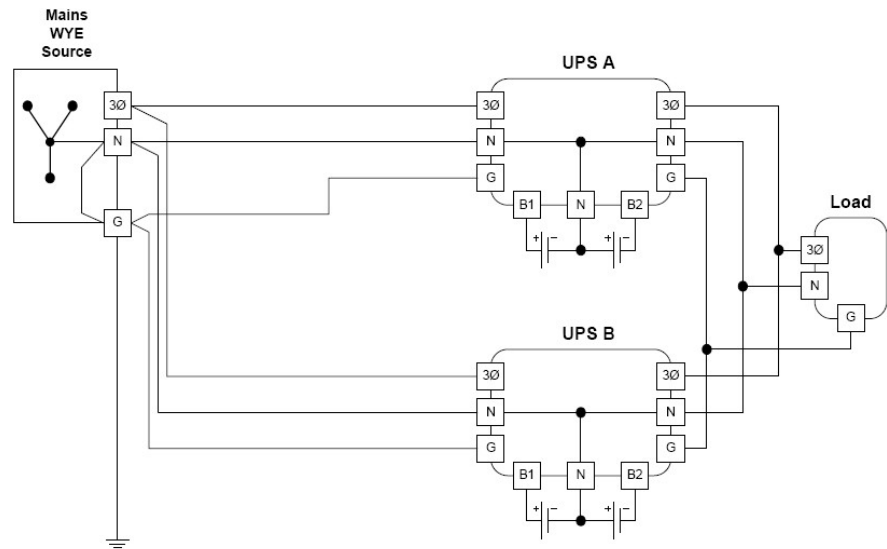 Mains
WYE
Source
UPS A
3Ø
3Ø
3Ø
N
N
N
G
G
G
B1
N
B2
+
−
+
−
Load
3Ø
N
G
UPS B
3Ø
3Ø
N
N
G
G
B1
N
B2
+
−
+
−